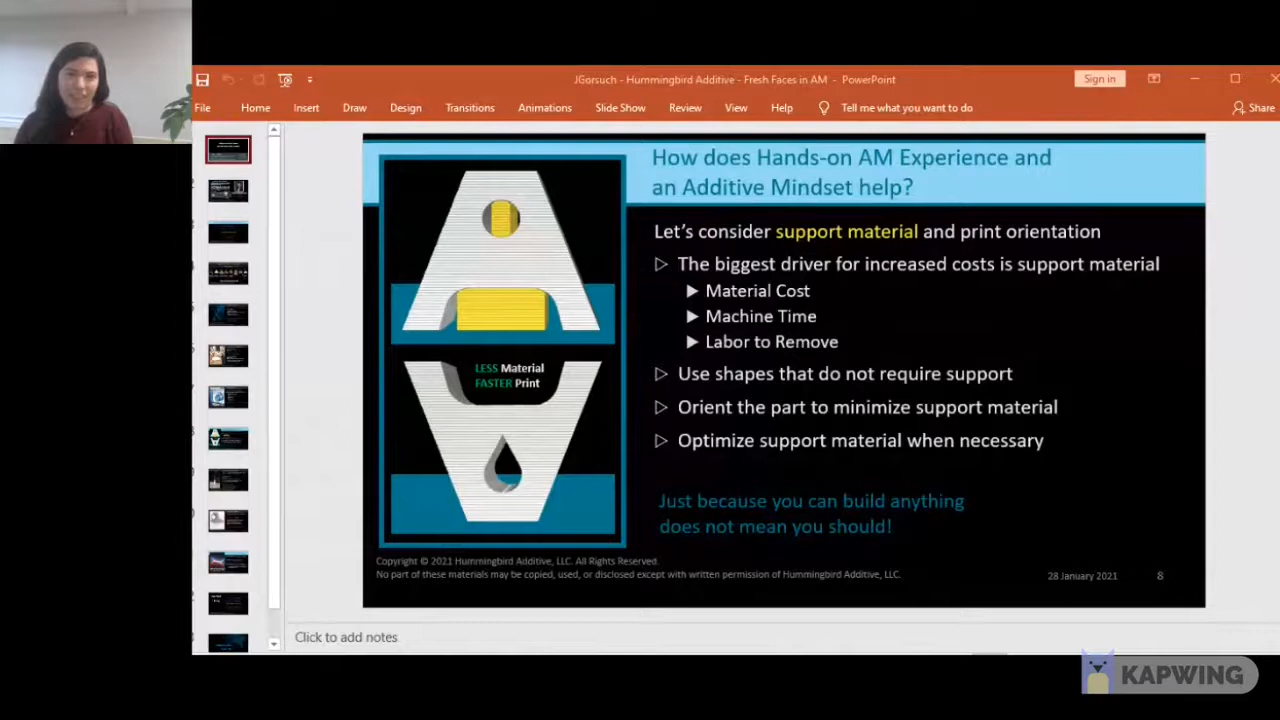 JGorsuch - Hummingbird Additive - Fresh Faces in AM - PowerPoint
Sign in
File Home Insert Draw Design Transitions Animations Slide Show Review View Help Tell me what you want to do Share
How does Hands-on AM Experience and
an Additive Mindset help?
Let's consider support material and print orientation
The biggest driver for increased costs is support material
Material Cost
Machine Time
Labor to Remove
Use shapes that do not require support
Orient the part to minimize support material
Optimize support material when necessary
LESS Material
FASTER Print
Just because you can build anything
does not mean you should!
Copyright © 2021 Hummingbird Additive, LLC. All Rights Reserved.
No part of these materials may be copied, used, or disclosed except with written permission of Hummingbird Additive, LLC.
28 January 2021 8
Click to add notes
KAPWING